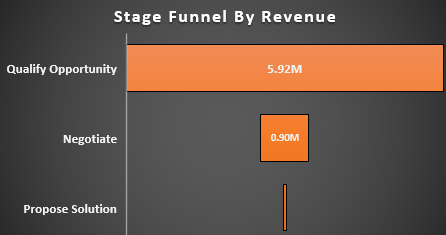 Stage Funnel By Revenue
Qualify Opportunity
5.92M
Negotiate
0.90M
Propose Solution